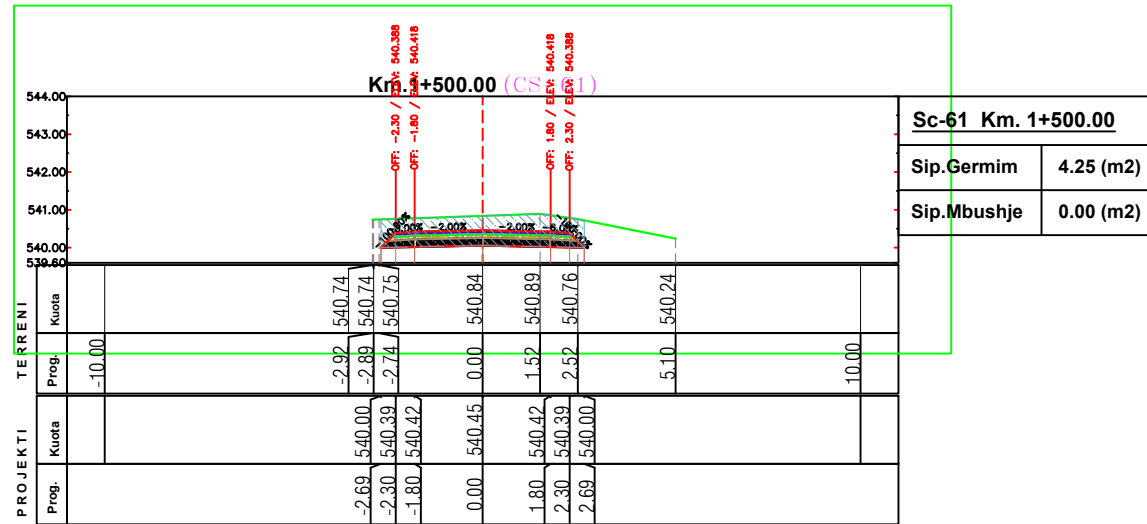 OFF: -2.30 / ELEV: 540.388
OFF: -1.80 / ELEV: 540.418
OFF: 1.80 / ELEV: 540.418
OFF: 2.30 / ELEV: 540.388
Km. 1+500.00 (CS-61)
544.00
543.00
542.00
541.00
540.00
539.60
-2.00% -2.00%
Sc-61 Km. 1+500.00
Sip.Germim 4.25 (m2)
Sip.Mbushje 0.00 (m2)
TERRENI
Kuota 540.74 540.74 540.75 540.84 540.89 540.76 540.24
Prog. -10.00 -2.92 -2.89 -2.74 0.00 1.52 2.52 5.10 10.00
PROJEKTI
Kuota 540.00 540.39 540.42 540.45 540.42 540.39 540.00
Prog. -2.69 -2.30 -1.80 0.00 1.80 2.30 2.69